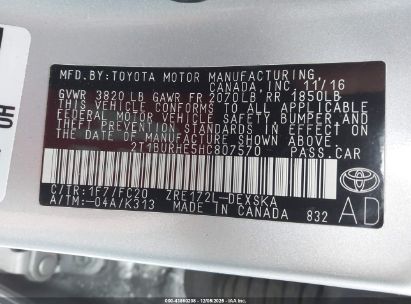 MFD.BY:TOYOTA MOTOR MANUFACTURING,
CANADA, INC. 11/16
GVWR 3820 LB GAWR FR 2070LB RR 1850LB
THIS VEHICLE CONFORMS TO ALL APPLICABLE
FEDERAL MOTOR VEHICLE SAFETY, BUMPER, AND
THEFT PREVENTION STANDARDS IN EFFECT ON
THE DATE OF MANUFACTURE SHOWN ABOVE.
2T1BURHE5HC807570 PASS.CAR
C/TR:1F7/FC20 ZRE172L-DEXSKA
A/TM:-04A/K313 MADE IN CANADA 832
TOYOTA
AD